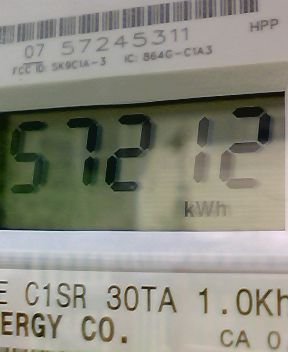 07 57245311
HPP
FCC ID: SK9C1A-3 IC: 864G-C1A3
57212
kWh
E C1SR 30TA 1.0Kh
ERGY CO.
CA 0